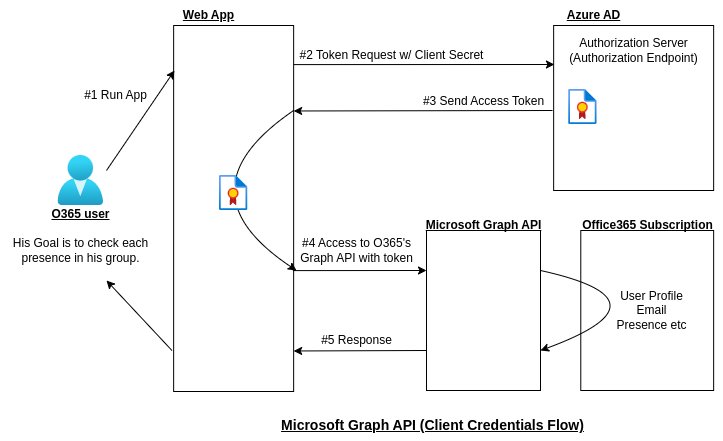 Web App
Azure AD
Authorization Server
(Authorization Endpoint)
#2 Token Request w/ Client Secret
#1 Run App
#3 Send Access Token
O365 user
His Goal is to check each
presence in his group.
#4 Access to O365's
Graph API with token
Microsoft Graph API
Office365 Subscription
User Profile
Email
Presence etc
#5 Response
Microsoft Graph API (Client Credentials Flow)